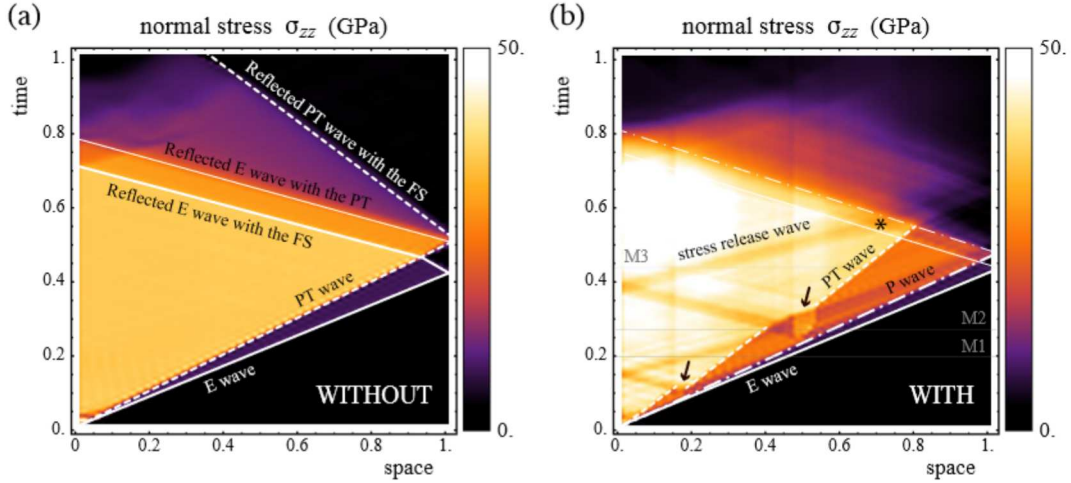 (a)
normal stress σzz (GPa)
time
1.
0.8
0.6
0.4
0.2
0.
0
0.2
0.4
0.6
0.8
1.
space
50.
0.
Reflected PT wave with the FS
Reflected E wave with the PT
Reflected E wave with the FS
PT wave
E wave
WITHOUT
(b)
normal stress σzz (GPa)
time
1.
0.8
0.6
0.4
0.2
0.
0
0.2
0.4
0.6
0.8
1.
space
50.
0.
*
stress release wave
M3
PT wave
P wave
M2
M1
E wave
WITH